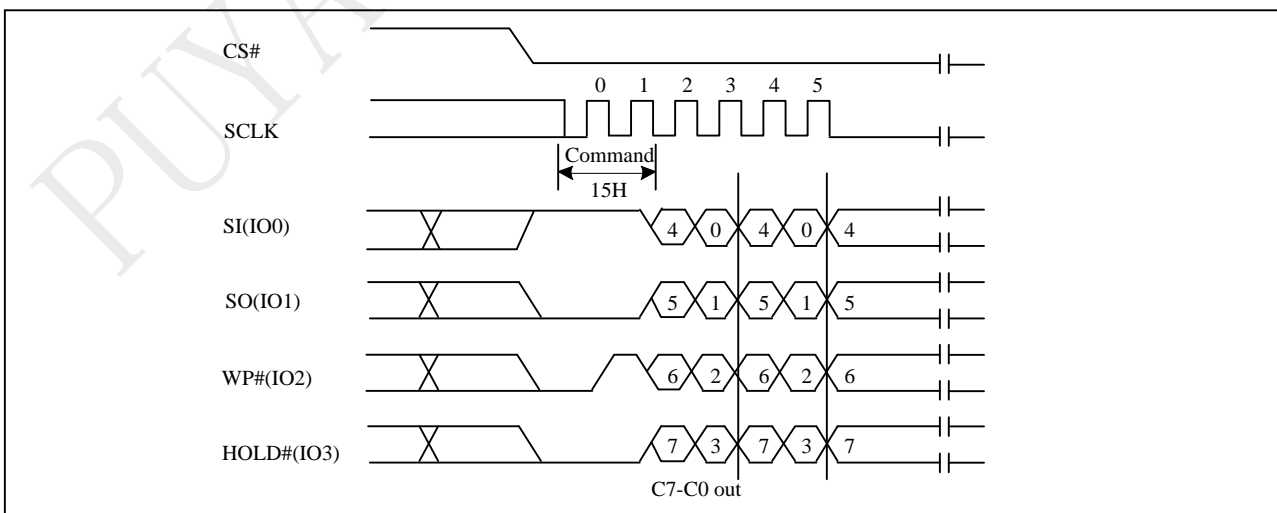 PUYA
CS#
0 1 2 3 4 5
SCLK
Command
15H
SI(IO0) 4 0 4 0 4
SO(IO1) 5 1 5 1 5
WP#(IO2) 6 2 6 2 6
HOLD#(IO3) 7 3 7 3 7
C7-C0 out